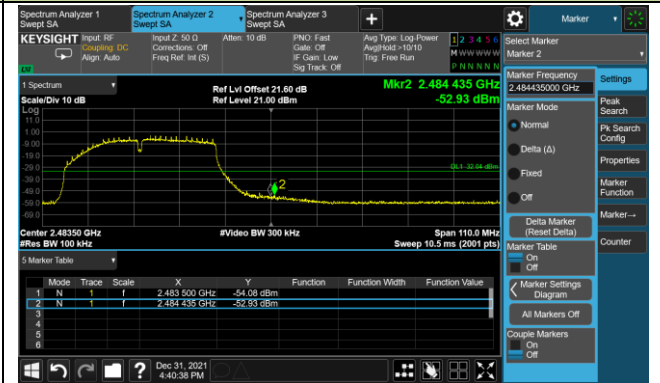 Spectrum Analyzer 1
Swept SA
Spectrum Analyzer 2
Swept SA
Spectrum Analyzer 3
Swept SA
+
Marker
KEYSIGHT
Input: RF
Coupling: DC
Align: Auto
Input Z: 50 Ω
Corrections: Off
Freq Ref: Int (S)
Atten: 10 dB
PNO: Fast
Gate: Off
IF Gain: Low
Sig Track: Off
Avg Type: Log-Power
Avg|Hold:>10/10
Trig: Free Run
1 2 3 4 5 6
M W W W W W
P N N N N N
LXI
Select Marker
Marker 2
1 Spectrum
Scale/Div 10 dB
Log
Ref Lvl Offset 21.60 dB
Ref Level 21.00 dBm
Mkr2 2.484 435 GHz
-52.93 dBm
11.0
1.00
-9.00
-19.0
-29.0
-39.0
-49.0
-59.0
-69.0
DL1 -32.04 dBm
2
Center 2.48350 GHz
#Res BW 100 kHz
#Video BW 300 kHz
Span 110.0 MHz
Sweep 10.5 ms (2001 pts)
5 Marker Table
Mode Trace Scale X Y Function Function Width Function Value
1 N 1 f 2.483 500 GHz -54.08 dBm
2 N 1 f 2.484 435 GHz -52.93 dBm
3
4
5
6
Marker Frequency
2.484435000 GHz
Marker Mode
Normal
Delta (Δ)
Fixed
Off
Delta Marker
(Reset Delta)
Marker Table
On
Off
Marker Settings
Diagram
All Markers Off
Couple Markers
On
Off
Settings
Peak
Search
Pk Search
Config
Properties
Marker
Function
Marker→
Counter
?
Dec 31, 2021
4:40:38 PM